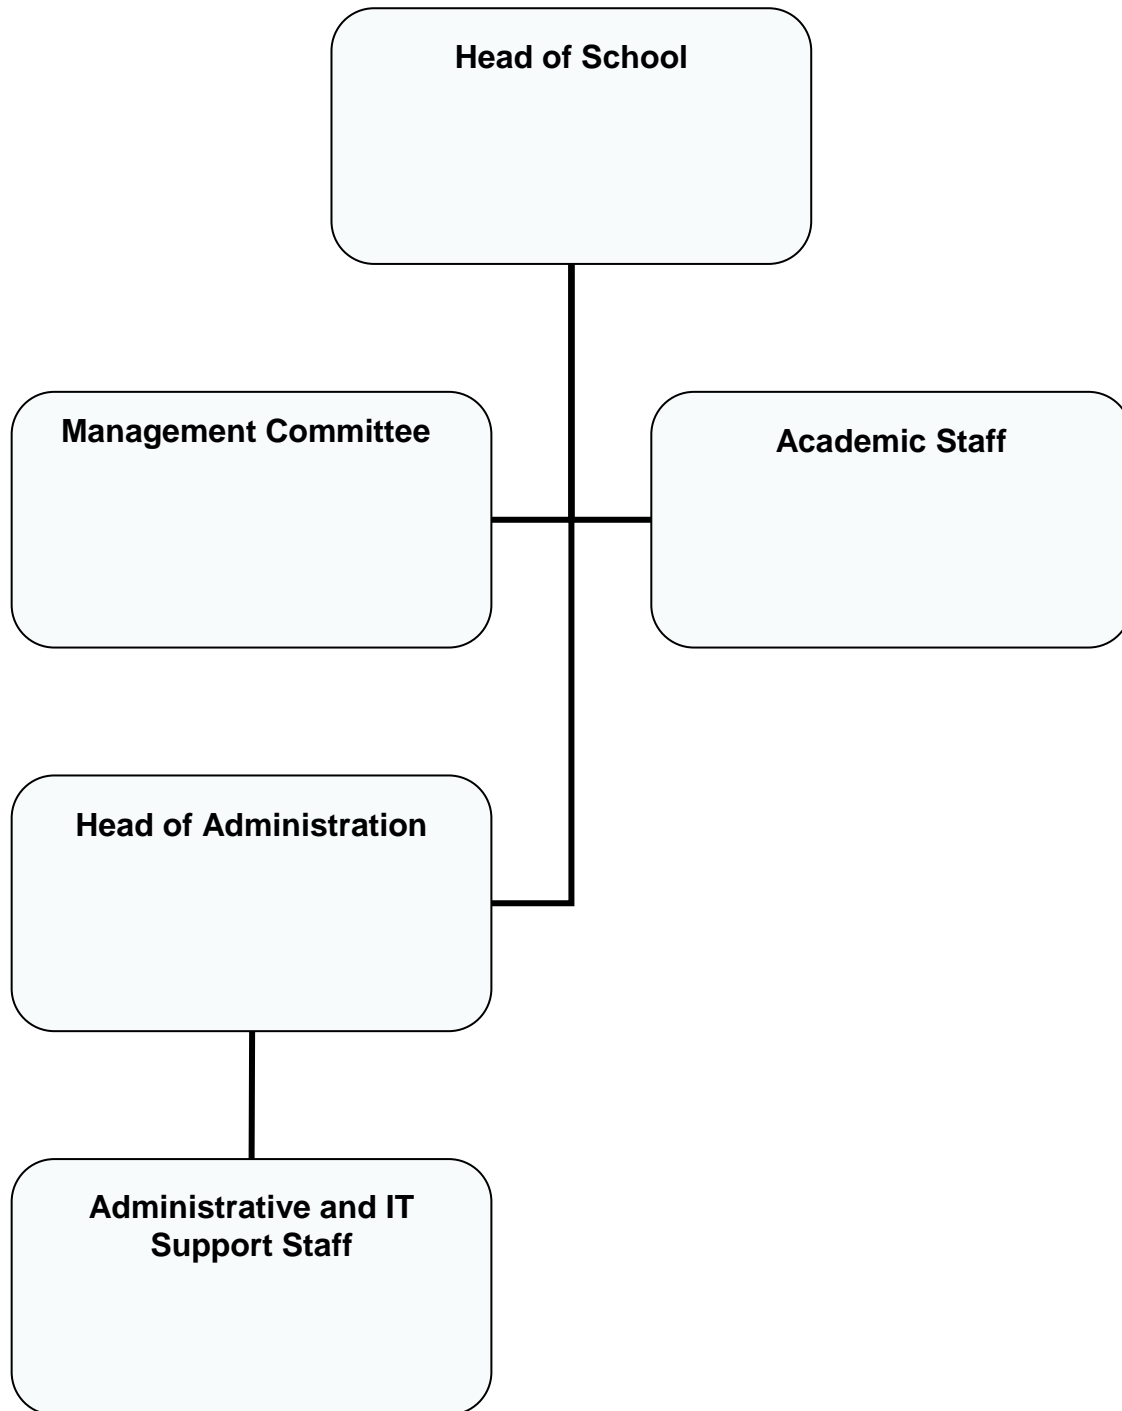 Head of School
Management Committee
Academic Staff
Head of Administration
Administrative and IT
Support Staff